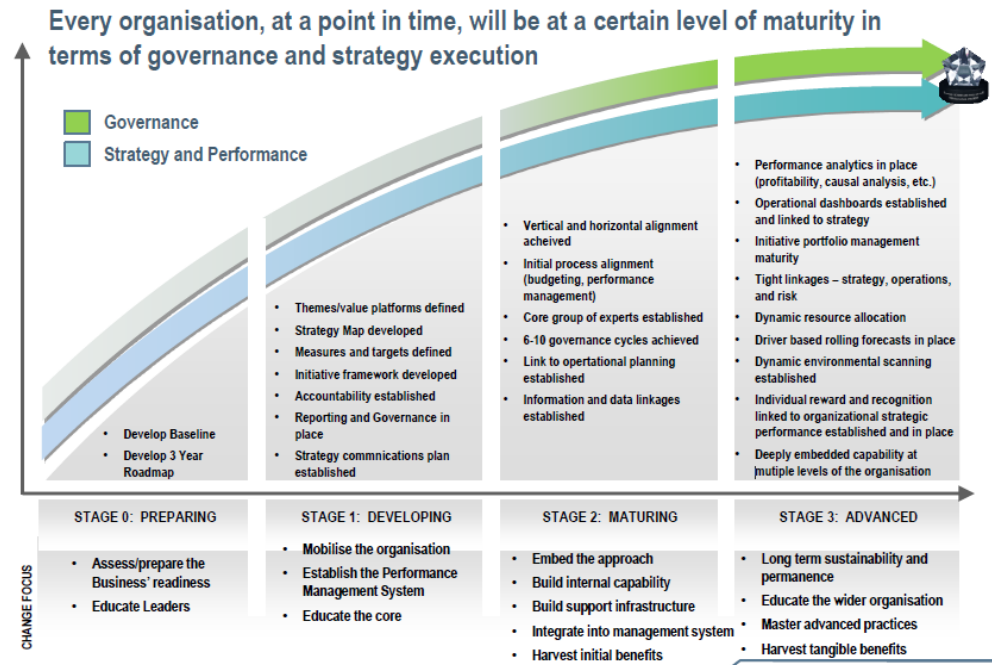 Every organisation, at a point in time, will be at a certain level of maturity in
terms of governance and strategy execution
Governance
Strategy and Performance
• Develop Baseline
• Develop 3 Year
Roadmap
• Themes/value platforms defined
• Strategy Map developed
• Measures and targets defined
• Initiative framework developed
• Accountability established
• Reporting and Governance in
place
• Strategy commnications plan
established
• Vertical and horizontal alignment
acheived
• Initial process alignment
(budgeting, performance
management)
• Core group of experts established
• 6-10 governance cycles achieved
• Link to opertational planning
established
• Information and data linkages
established
• Performance analytics in place
(profitability, causal analysis, etc.)
• Operational dashboards established
and linked to strategy
• Initiative portfolio management
maturity
• Tight linkages – strategy, operations,
and risk
• Dynamic resource allocation
• Driver based rolling forecasts in place
• Dynamic environmental scanning
established
• Individual reward and recognition
linked to organizational strategic
performance established and in place
• Deeply embedded capability at
mutiple levels of the organisation
STAGE 0: PREPARING
STAGE 1: DEVELOPING
STAGE 2: MATURING
STAGE 3: ADVANCED
CHANGE FOCUS
• Assess/prepare the
Business' readiness
• Educate Leaders
• Mobilise the organisation
• Establish the Performance
Management System
• Educate the core
• Embed the approach
• Build internal capability
• Build support infrastructure
• Integrate into management system
• Harvest initial benefits
• Long term sustainability and
permanence
• Educate the wider organisation
• Master advanced practices
• Harvest tangible benefits